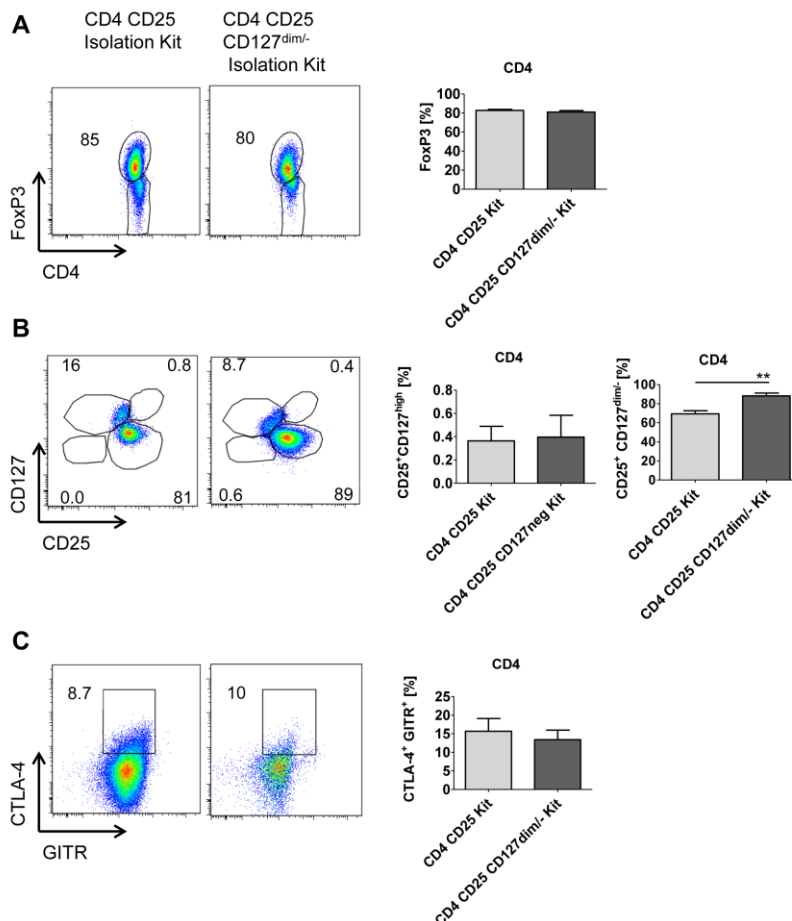 A
CD4 CD25
Isolation Kit
CD4 CD25
CD127dim/-
Isolation Kit
85
80
FoxP3
CD4
CD4
FoxP3 [%]
100
80
60
40
20
0
CD4 CD25 Kit
CD4 CD25 CD127dim/- Kit
B
16
0.8
0.0
81
8.7
0.4
0.6
89
CD127
CD25
CD4
CD25+CD127high [%]
0.8
0.6
0.4
0.2
0.0
CD4 CD25 Kit
CD4 CD25 CD127neg Kit
CD4
**
CD25+ CD127dim/- [%]
100
80
60
40
20
0
CD4 CD25 Kit
CD4 CD25 CD127dim/- Kit
C
8.7
10
CTLA-4
GITR
CD4
CTLA-4+ GITR+ [%]
25
20
15
10
5
0
CD4 CD25 Kit
CD4 CD25 CD127dim/- Kit